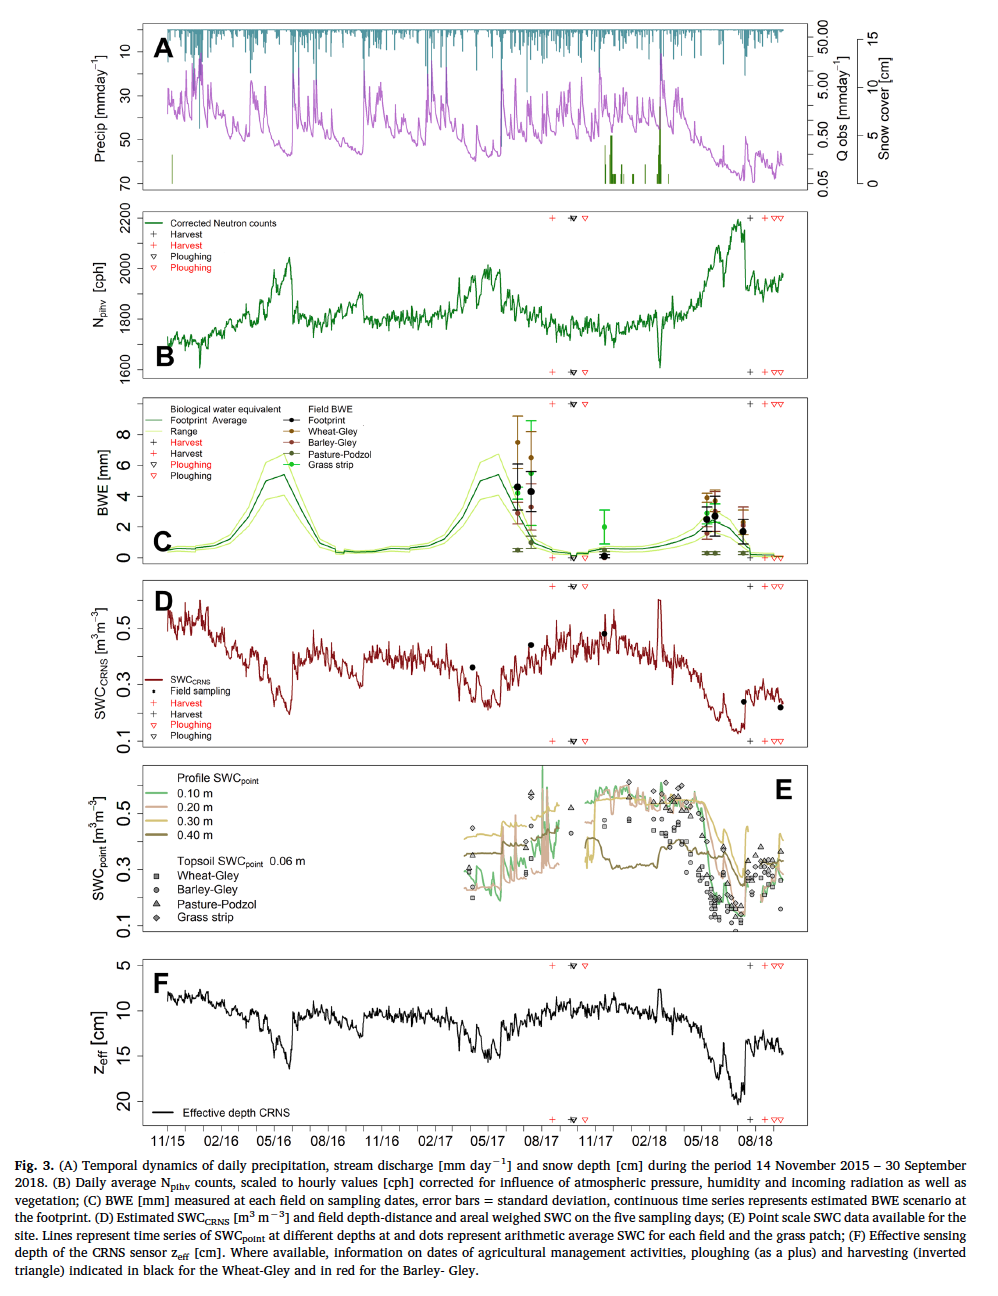 A
Precip [mmday⁻¹]
10
30
50
70
50.00
5.00
0.50
0.05
Q obs [mmday⁻¹]
15
10
5
0
Snow cover [cm]
B
N_pihv [cph]
2200
2000
1800
1600
Corrected Neutron counts
Harvest
Harvest
Ploughing
Ploughing
C
BWE [mm]
8
6
4
2
0
Biological water equivalent
Footprint Average
Range
Harvest
Harvest
Ploughing
Ploughing
Field BWE
Footprint
Wheat-Gley
Barley-Gley
Pasture-Podzol
Grass strip
D
SWC_CRNS [m³m⁻³]
0.5
0.3
0.1
SWC_CRNS
Field sampling
Harvest
Harvest
Ploughing
Ploughing
E
SWC_point [m³m⁻³]
0.5
0.3
0.1
Profile SWC_point
0.10 m
0.20 m
0.30 m
0.40 m
Topsoil SWC_point 0.06 m
Wheat-Gley
Barley-Gley
Pasture-Podzol
Grass strip
F
Z_eff [cm]
5
10
15
20
Effective depth CRNS
11/15 02/16 05/16 08/16 11/16 02/17 05/17 08/17 11/17 02/18 05/18 08/18
Fig. 3. (A) Temporal dynamics of daily precipitation, stream discharge [mm day⁻¹] and snow depth [cm] during the period 14 November 2015 – 30 September
2018. (B) Daily average N_pihv counts, scaled to hourly values [cph] corrected for influence of atmospheric pressure, humidity and incoming radiation as well as
vegetation; (C) BWE [mm] measured at each field on sampling dates, error bars = standard deviation, continuous time series represents estimated BWE scenario at
the footprint. (D) Estimated SWC_CRNS [m³ m⁻³] and field depth-distance and areal weighed SWC on the five sampling days; (E) Point scale SWC data available for the
site. Lines represent time series of SWC_point at different depths at and dots represent arithmetic average SWC for each field and the grass patch; (F) Effective sensing
depth of the CRNS sensor z_eff [cm]. Where available, information on dates of agricultural management activities, ploughing (as a plus) and harvesting (inverted
triangle) indicated in black for the Wheat-Gley and in red for the Barley- Gley.